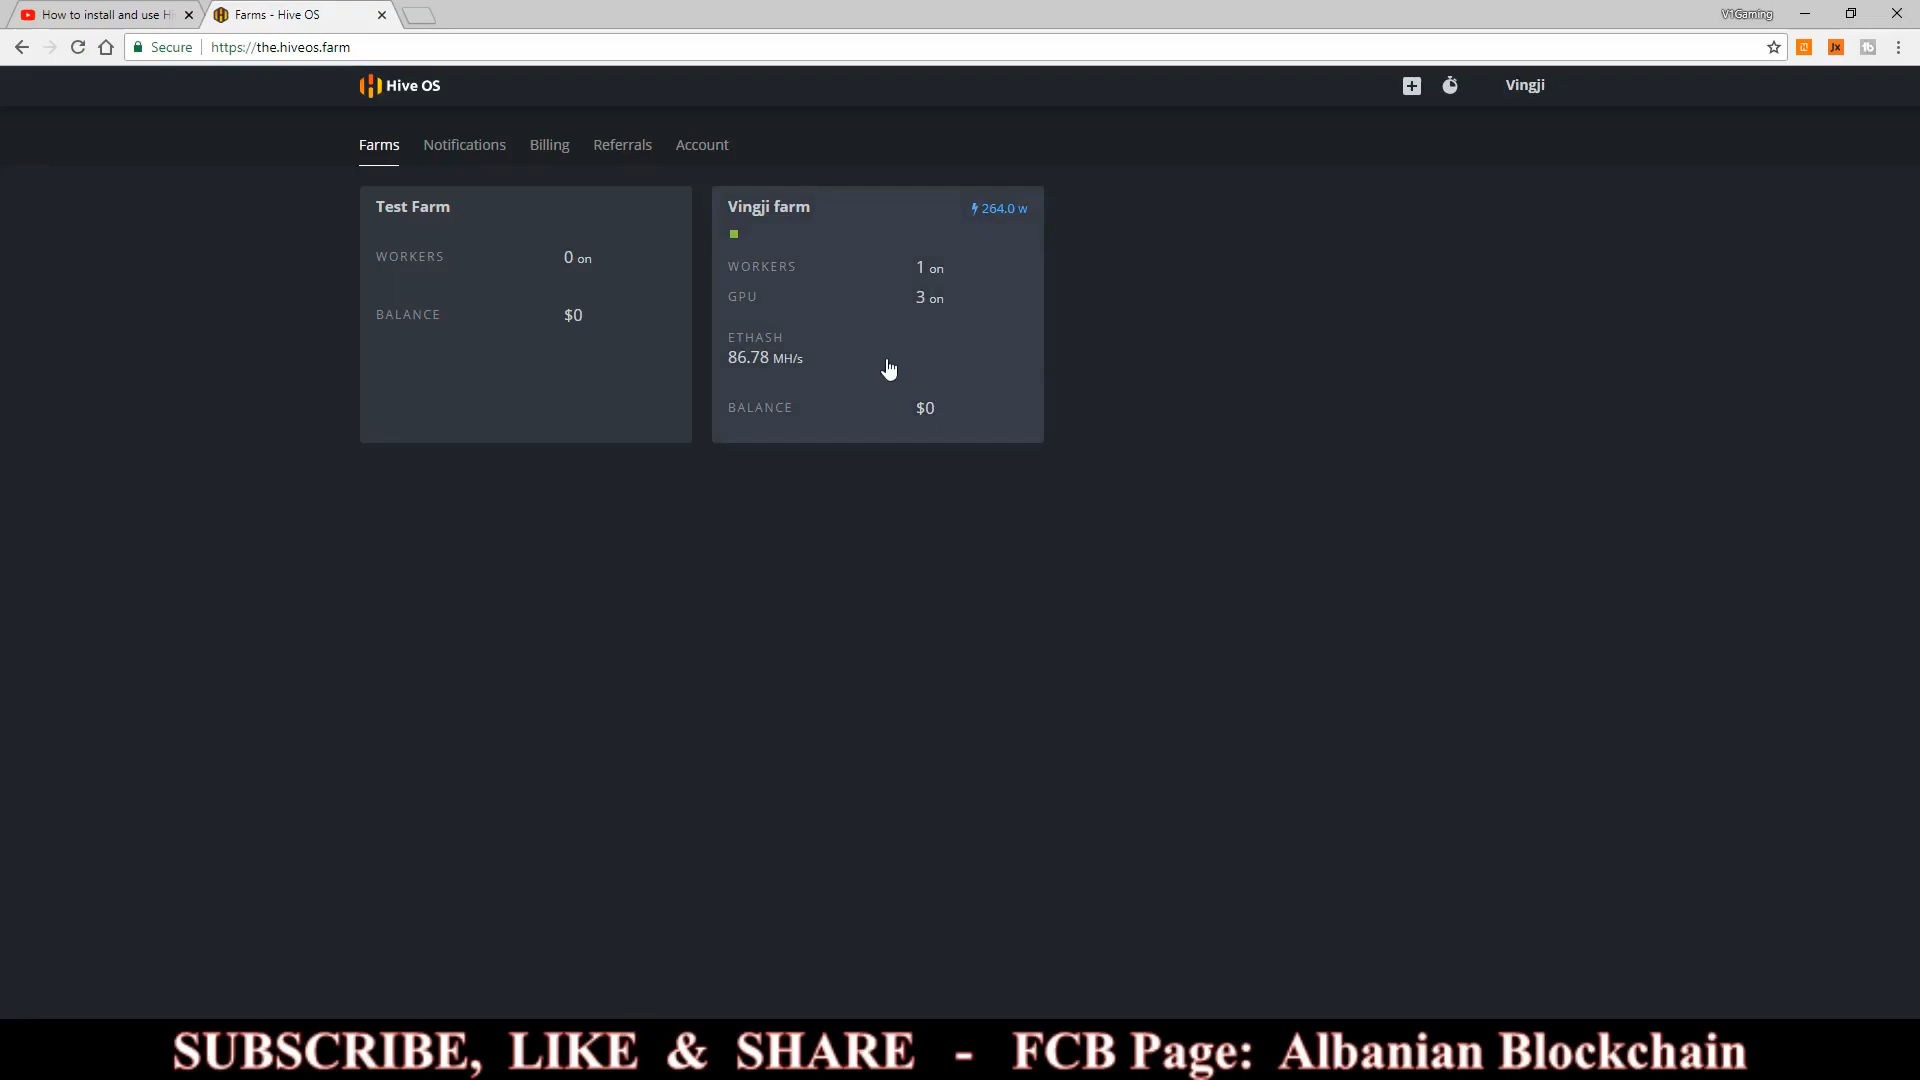 How to install and use H
Farms - Hive OS
V1Gaming
Secure
https://the.hiveos.farm
Hive OS
Vingji
Farms
Notifications
Billing
Referrals
Account
Test Farm
WORKERS
0 on
BALANCE
$0
Vingji farm
264.0 w
WORKERS
1 on
GPU
3 on
ETHASH
86.78 MH/s
BALANCE
$0
SUBSCRIBE, LIKE & SHARE - FCB Page: Albanian Blockchain